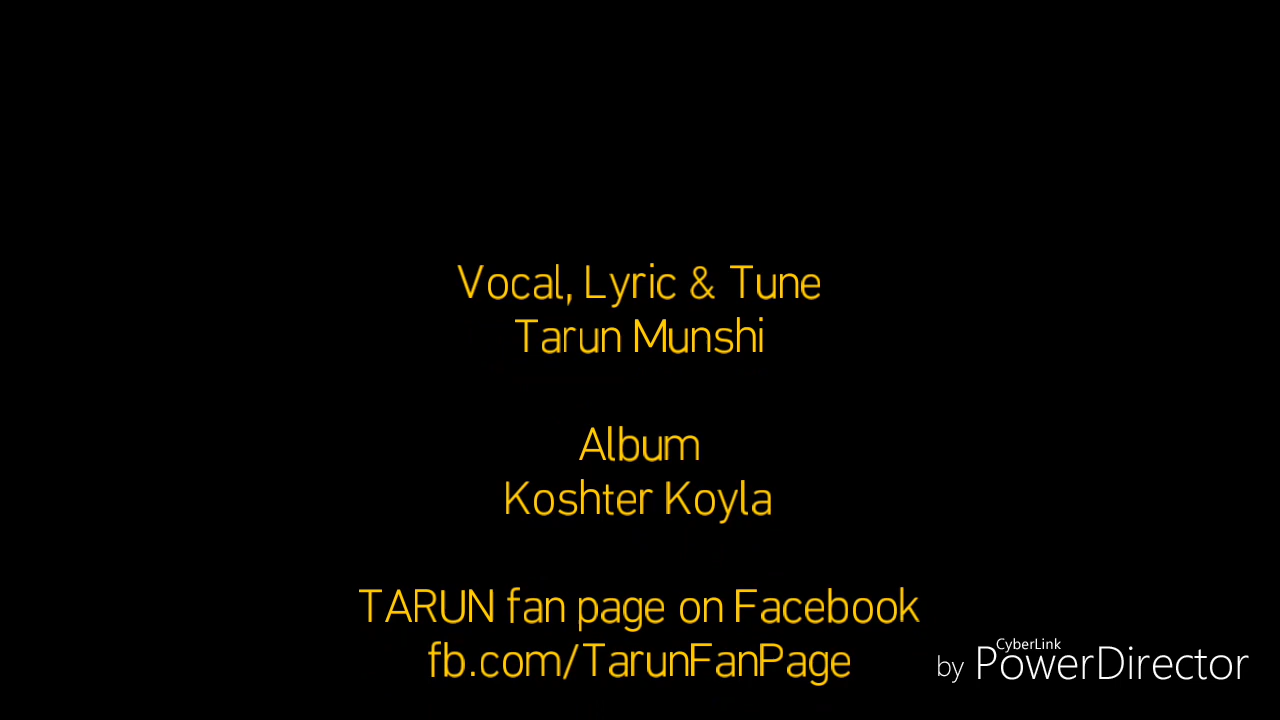 Vocal, Lyric & Tune
Tarun Munshi
Album
Koshter Koyla
TARUN fan page on Facebook
fb.com/TarunFanPage
by CyberLink PowerDirector